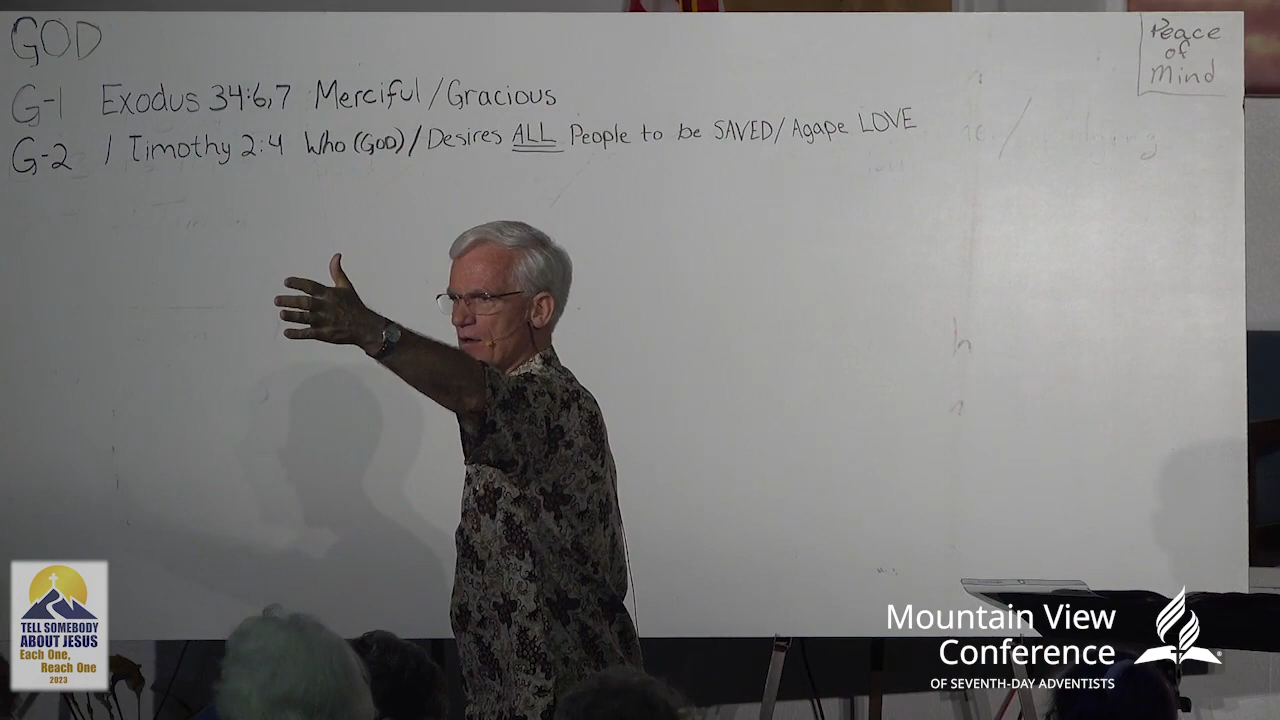 GOD
Peace
of
Mind
G-1 Exodus 34:6,7 Merciful/Gracious
G-2 1 Timothy 2:4 Who (GOD)/Desires ALL People to be SAVED/Agape LOVE
TELL SOMEBODY
ABOUT JESUS
Each One,
Reach One
2023
Mountain View
Conference
OF SEVENTH-DAY ADVENTISTS